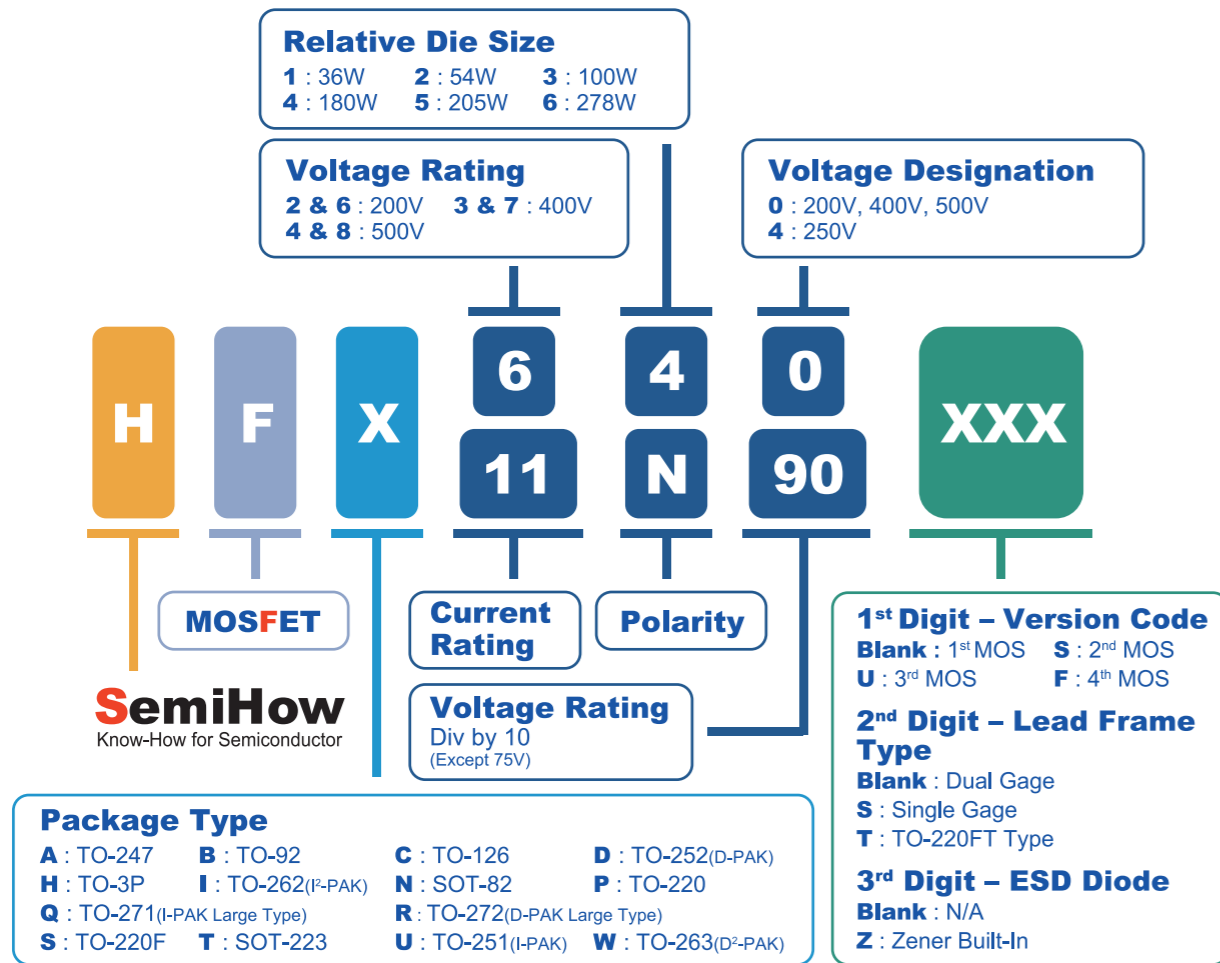 Relative Die Size
1 : 36W 2 : 54W 3 : 100W
4 : 180W 5 : 205W 6 : 278W
Voltage Rating
2 & 6 : 200V 3 & 7 : 400V
4 & 8 : 500V
Voltage Designation
0 : 200V, 400V, 500V
4 : 250V
H F X 6 4 0 XXX
11 N 90
MOSFET
Current
Rating
Polarity
SemiHow
Know-How for Semiconductor
Voltage Rating
Div by 10
(Except 75V)
1st Digit – Version Code
Blank : 1st MOS S : 2nd MOS
U : 3rd MOS F : 4th MOS
2nd Digit – Lead Frame
Type
Blank : Dual Gage
S : Single Gage
T : TO-220FT Type
3rd Digit – ESD Diode
Blank : N/A
Z : Zener Built-In
Package Type
A : TO-247 B : TO-92 C : TO-126 D : TO-252(D-PAK)
H : TO-3P I : TO-262(I²-PAK) N : SOT-82 P : TO-220
Q : TO-271(I-PAK Large Type) R : TO-272(D-PAK Large Type)
S : TO-220F T : SOT-223 U : TO-251(I-PAK) W : TO-263(D²-PAK)